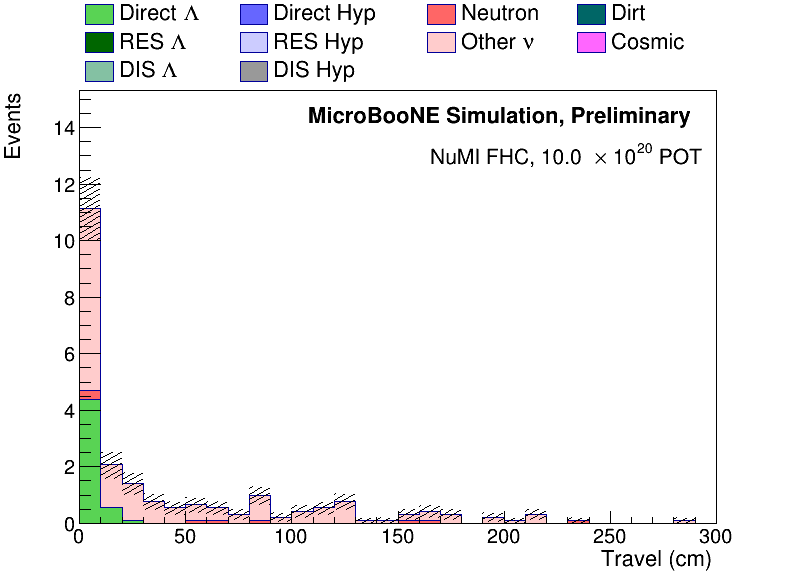 Direct Λ Direct Hyp Neutron Dirt
RES Λ RES Hyp Other ν Cosmic
DIS Λ DIS Hyp
MicroBooNE Simulation, Preliminary
NuMI FHC, 10.0 ×10²⁰ POT
Events
14
12
10
8
6
4
2
0
0 50 100 150 200 250 300
Travel (cm)